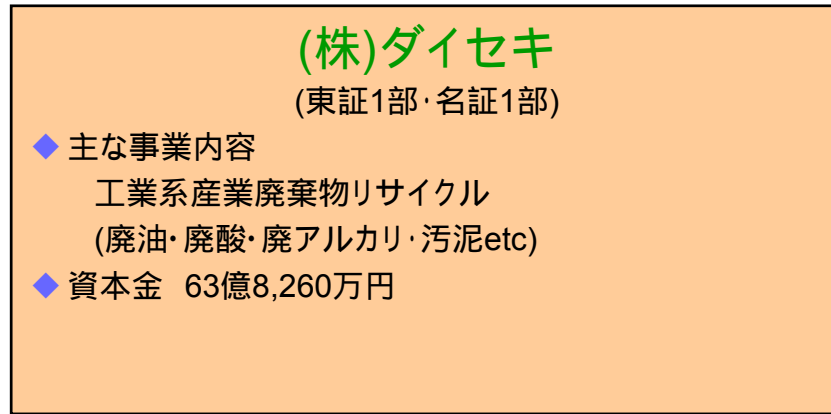 (株)ダイセキ
(東証1部・名証1部)
◆ 主な事業内容
工業系産業廃棄物リサイクル
(廃油・廃酸・廃アルカリ・汚泥etc)
◆ 資本金 63億8,260万円